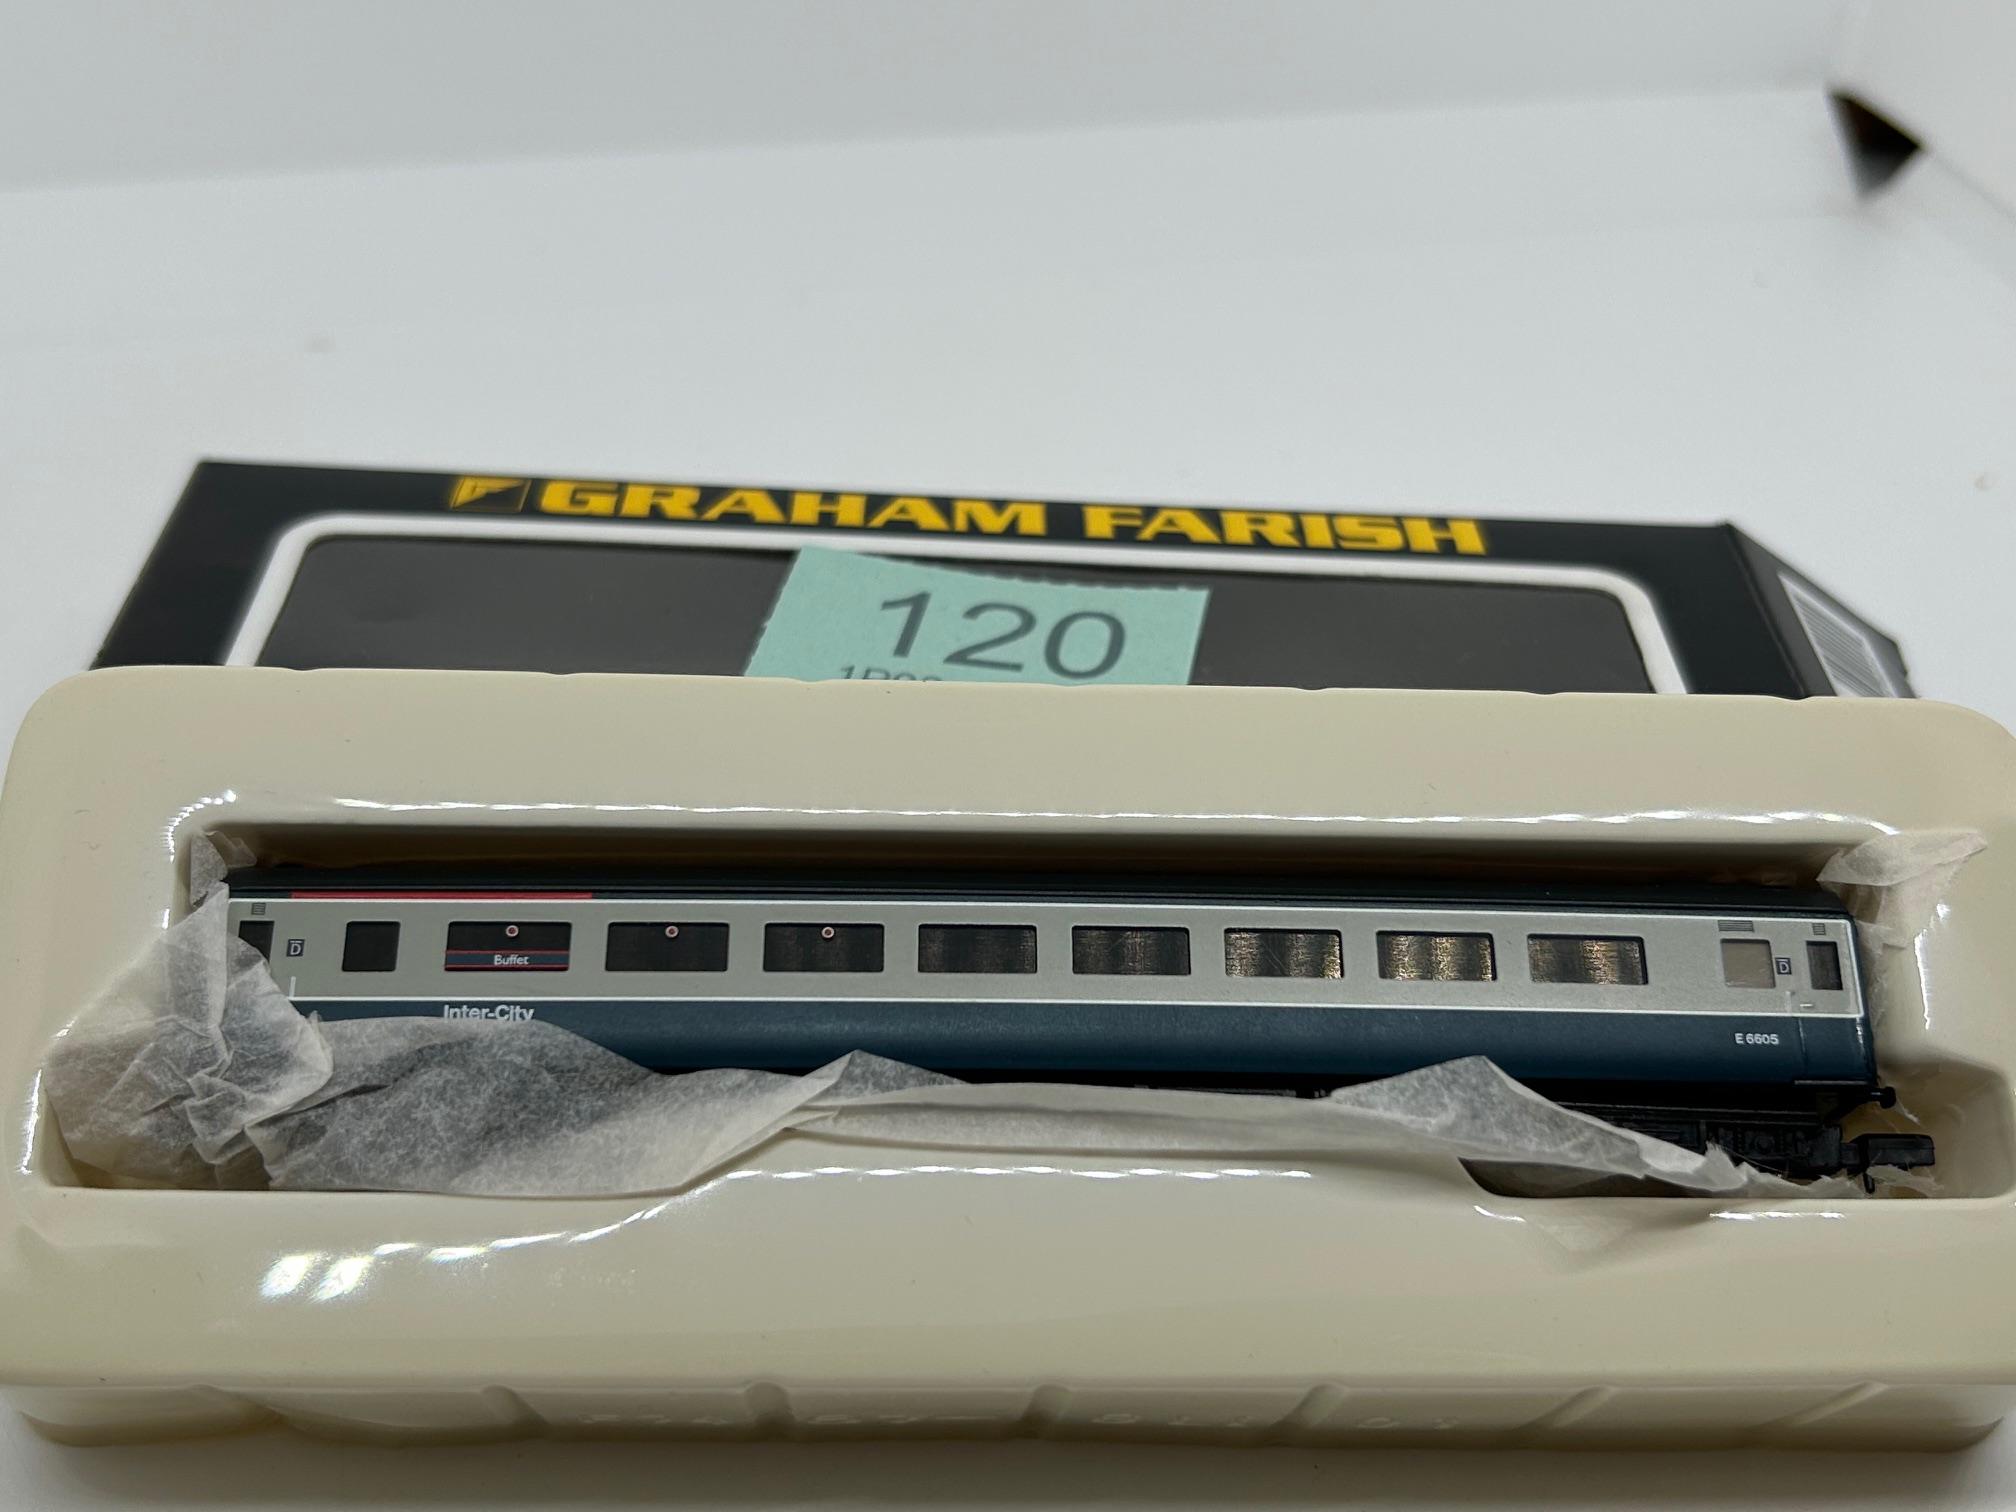 GRAHAM FARISH
120
D
Buffet
D
Inter-City
E 6605